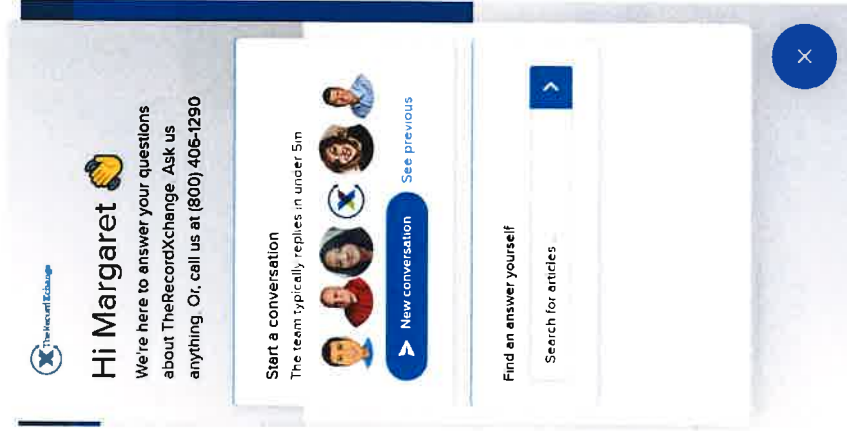 TheRecordXchange
Hi Margaret
We're here to answer your questions
about TheRecordXchange. Ask us
anything. Or, call us at (800) 406-1290
Start a conversation
The team typically replies in under 5m
New conversation
See previous
Find an answer yourself
Search for articles